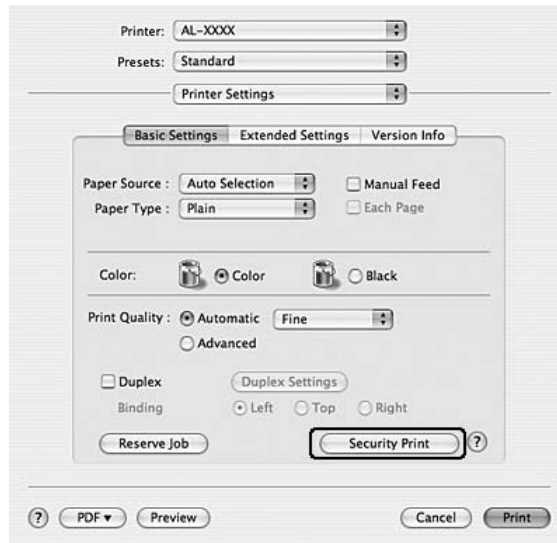 Printer: AL-XXXX
Presets: Standard
Printer Settings
Basic Settings Extended Settings Version Info
Paper Source : Auto Selection Manual Feed
Paper Type : Plain Each Page
Color: Color Black
Print Quality : Automatic Fine
Advanced
Duplex Duplex Settings
Binding Left Top Right
Reserve Job Security Print ?
? PDF ▼ Preview Cancel Print